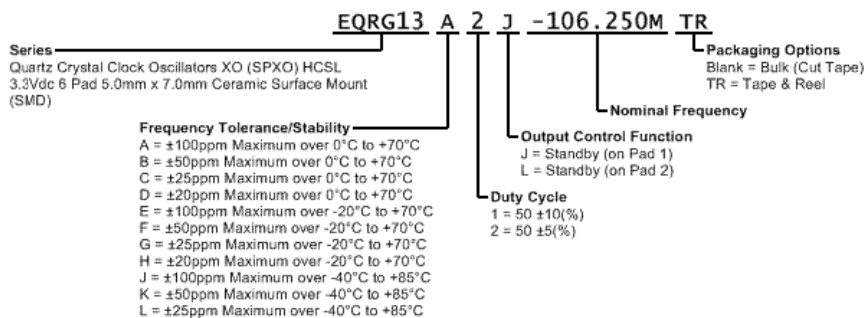 EQRG13 A 2 J -106.250M TR
Series
Quartz Crystal Clock Oscillators XO (SPXO) HCSL
3.3Vdc 6 Pad 5.0mm x 7.0mm Ceramic Surface Mount
(SMD)
Packaging Options
Blank = Bulk (Cut Tape)
TR = Tape & Reel
Nominal Frequency
Frequency Tolerance/Stability
A = ±100ppm Maximum over 0°C to +70°C
B = ±50ppm Maximum over 0°C to +70°C
C = ±25ppm Maximum over 0°C to +70°C
D = ±20ppm Maximum over 0°C to +70°C
E = ±100ppm Maximum over -20°C to +70°C
F = ±50ppm Maximum over -20°C to +70°C
G = ±25ppm Maximum over -20°C to +70°C
H = ±20ppm Maximum over -20°C to +70°C
J = ±100ppm Maximum over -40°C to +85°C
K = ±50ppm Maximum over -40°C to +85°C
L = ±25ppm Maximum over -40°C to +85°C
Output Control Function
J = Standby (on Pad 1)
L = Standby (on Pad 2)
Duty Cycle
1 = 50 ±10(%)
2 = 50 ±5(%)